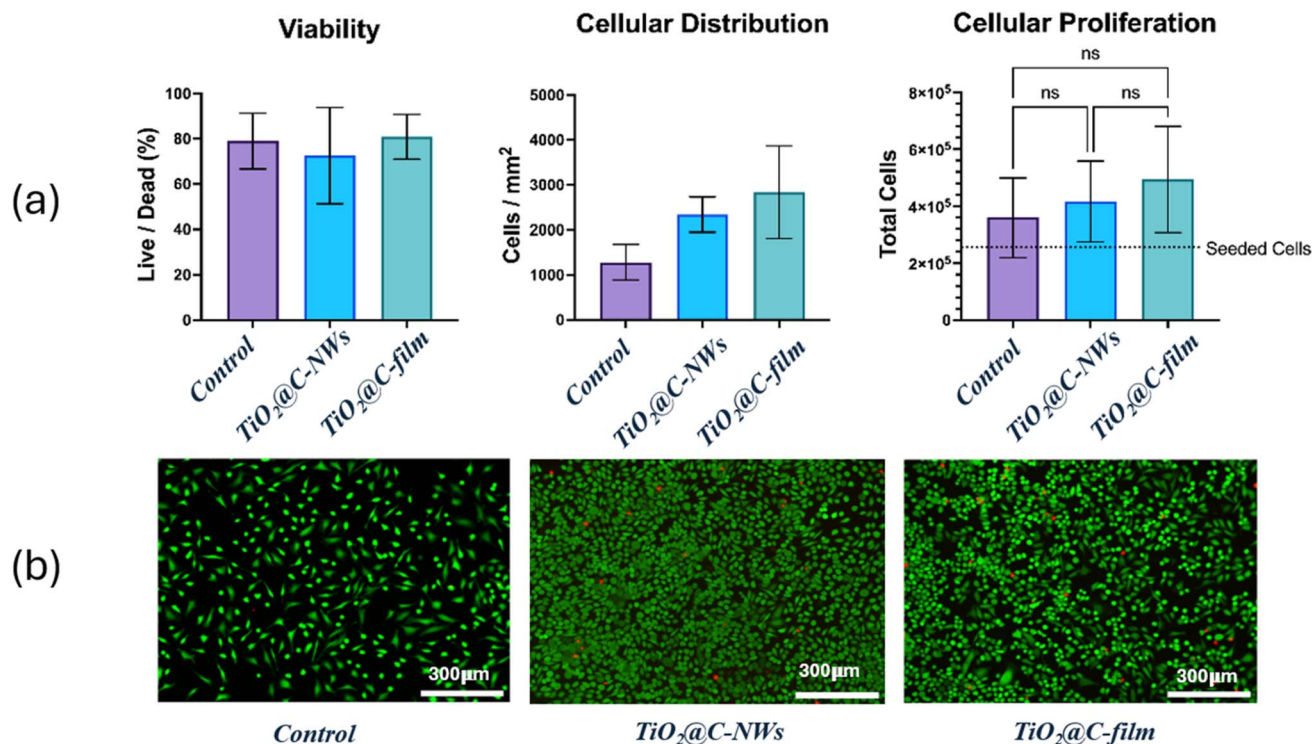 (a)
Viability
Live / Dead (%)
100
80
60
40
20
0
Control
TiO₂@C-NWs
TiO₂@C-film
Cellular Distribution
Cells / mm²
5000
4000
3000
2000
1000
0
Control
TiO₂@C-NWs
TiO₂@C-film
Cellular Proliferation
ns
ns
ns
Total Cells
8×10⁵
6×10⁵
4×10⁵
2×10⁵
0
Seeded Cells
Control
TiO₂@C-NWs
TiO₂@C-film
(b)
300μm
300μm
300μm
Control
TiO₂@C-NWs
TiO₂@C-film